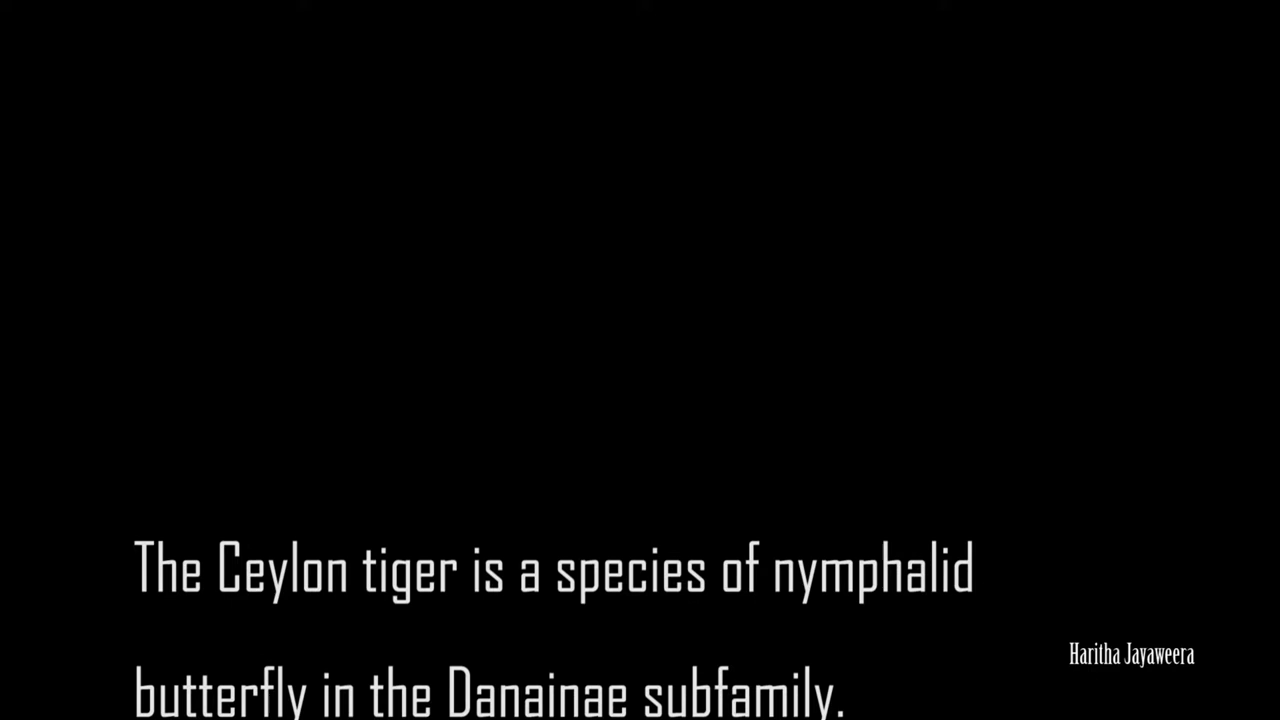 The Ceylon tiger is a species of nymphalid
Haritha Jayaweera
butterfly in the Danainae subfamily.